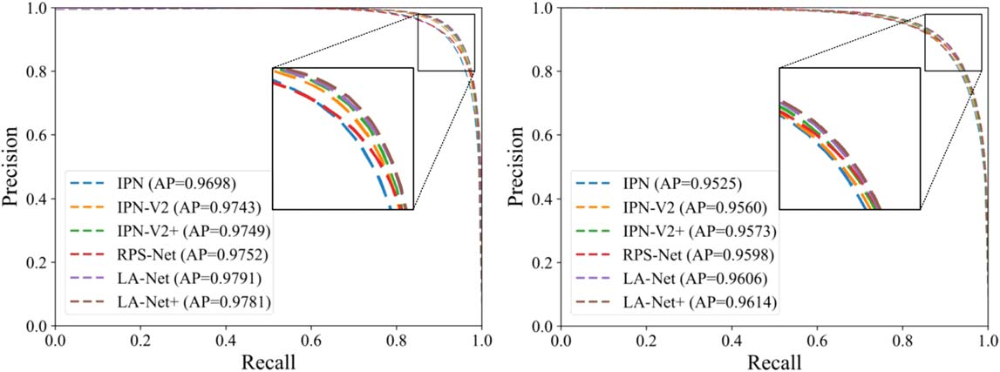 1.0
0.8
0.6
0.4
0.2
0.0
Precision
IPN (AP=0.9698)
IPN-V2 (AP=0.9743)
IPN-V2+ (AP=0.9749)
RPS-Net (AP=0.9752)
LA-Net (AP=0.9791)
LA-Net+ (AP=0.9781)
0.0 0.2 0.4 0.6 0.8 1.0
Recall
1.0
0.8
0.6
0.4
0.2
0.0
Precision
IPN (AP=0.9525)
IPN-V2 (AP=0.9560)
IPN-V2+ (AP=0.9573)
RPS-Net (AP=0.9598)
LA-Net (AP=0.9606)
LA-Net+ (AP=0.9614)
0.0 0.2 0.4 0.6 0.8 1.0
Recall